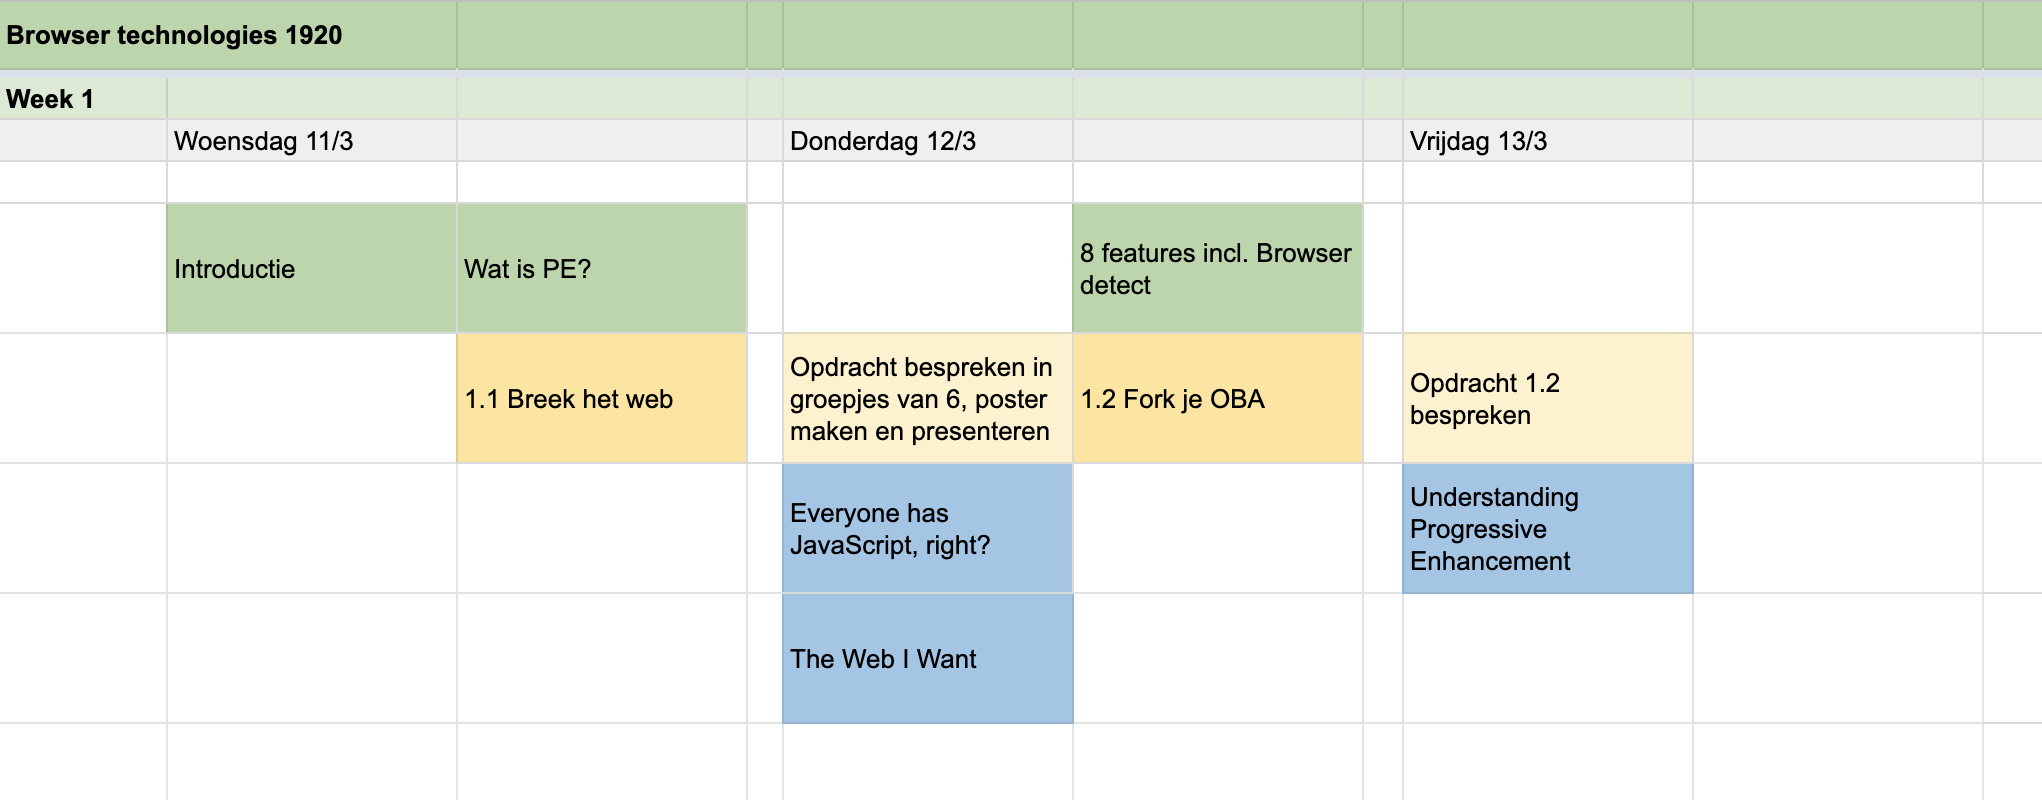 Browser technologies 1920
Week 1
Woensdag 11/3
Donderdag 12/3
Vrijdag 13/3
Introductie
Wat is PE?
8 features incl. Browser
detect
1.1 Breek het web
Opdracht bespreken in
groepjes van 6, poster
maken en presenteren
1.2 Fork je OBA
Opdracht 1.2
bespreken
Everyone has
JavaScript, right?
Understanding
Progressive
Enhancement
The Web I Want